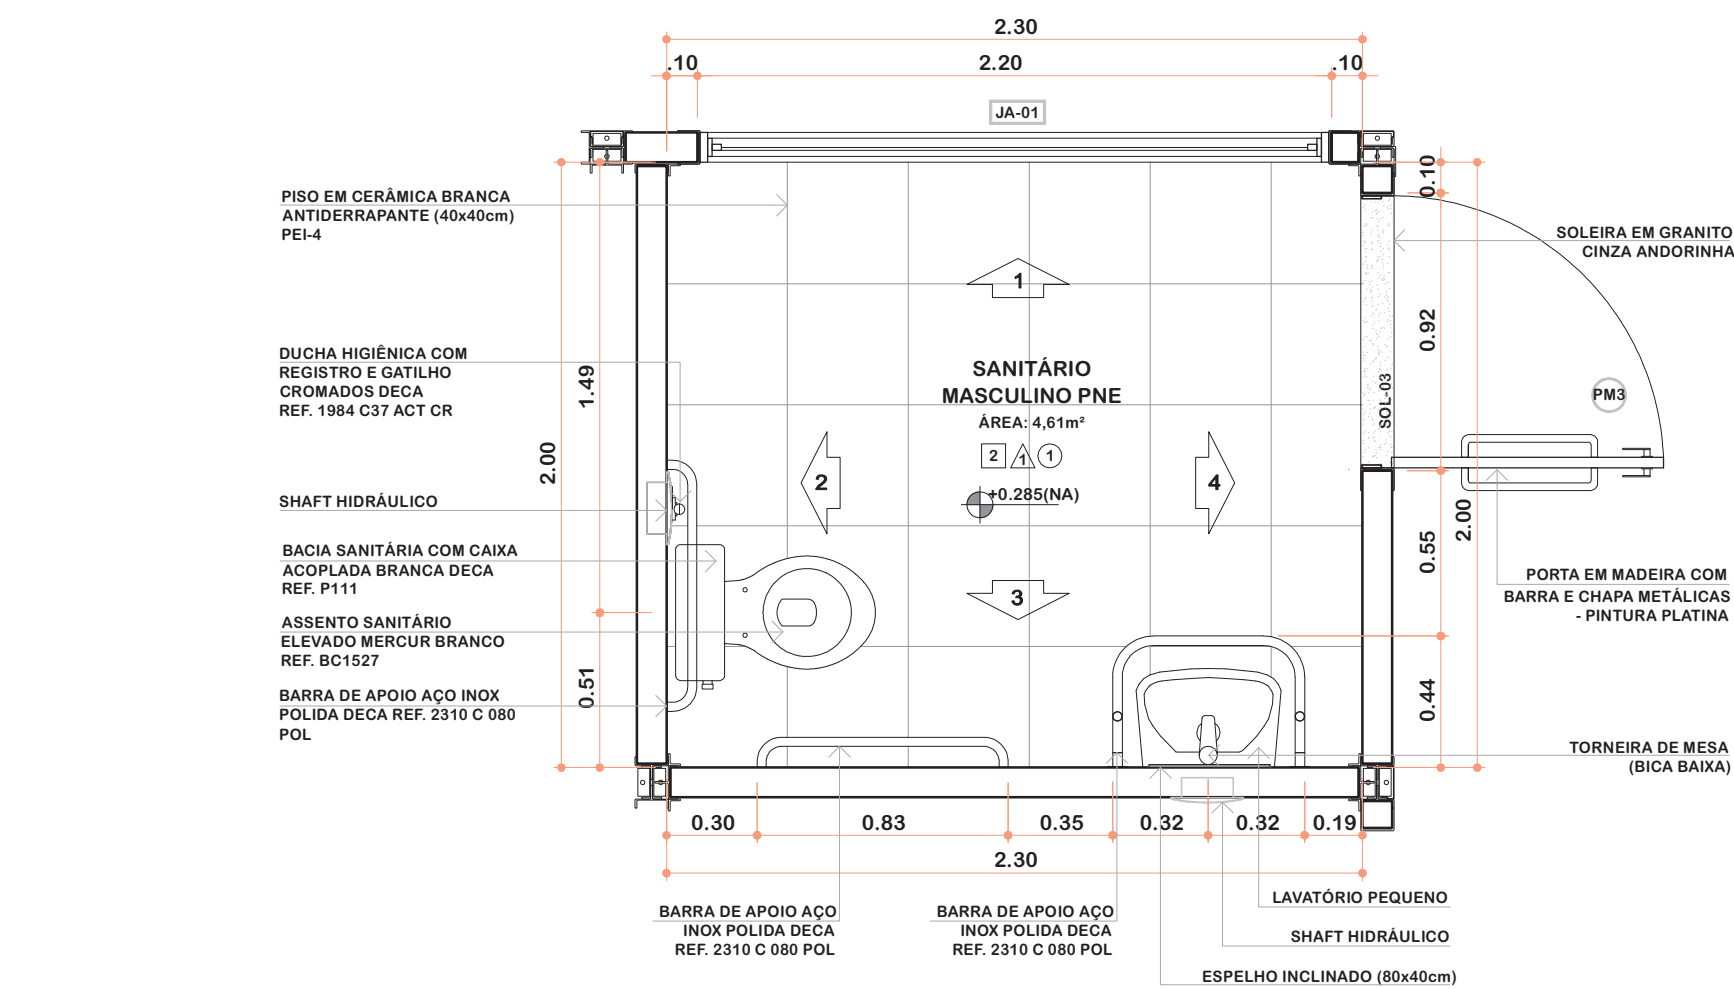 2.30
.10
2.20
.10
JA-01
PISO EM CERÂMICA BRANCA
ANTIDERRAPANTE (40x40cm)
PEI-4
0.10
SOLEIRA EM GRANITO
CINZA ANDORINHA
1
0.92
DUCHA HIGIÊNICA COM
REGISTRO E GATILHO
CROMADOS DECA
REF. 1984 C37 ACT CR
1.49
SANITÁRIO
MASCULINO PNE
ÁREA: 4,61m²
2
1
1
+0.285(NA)
SOL-03
PM3
2.00
2
4
SHAFT HIDRÁULICO
2.00
0.55
BACIA SANITÁRIA COM CAIXA
ACOPLADA BRANCA DECA
REF. P111
3
PORTA EM MADEIRA COM
BARRA E CHAPA METÁLICAS
- PINTURA PLATINA
ASSENTO SANITÁRIO
ELEVADO MERCUR BRANCO
REF. BC1527
0.51
0.44
BARRA DE APOIO AÇO INOX
POLIDA DECA REF. 2310 C 080
POL
TORNEIRA DE MESA
(BICA BAIXA)
0.30
0.83
0.35
0.32
0.32
0.19
2.30
BARRA DE APOIO AÇO
INOX POLIDA DECA
REF. 2310 C 080 POL
BARRA DE APOIO AÇO
INOX POLIDA DECA
REF. 2310 C 080 POL
LAVATÓRIO PEQUENO
SHAFT HIDRÁULICO
ESPELHO INCLINADO (80x40cm)